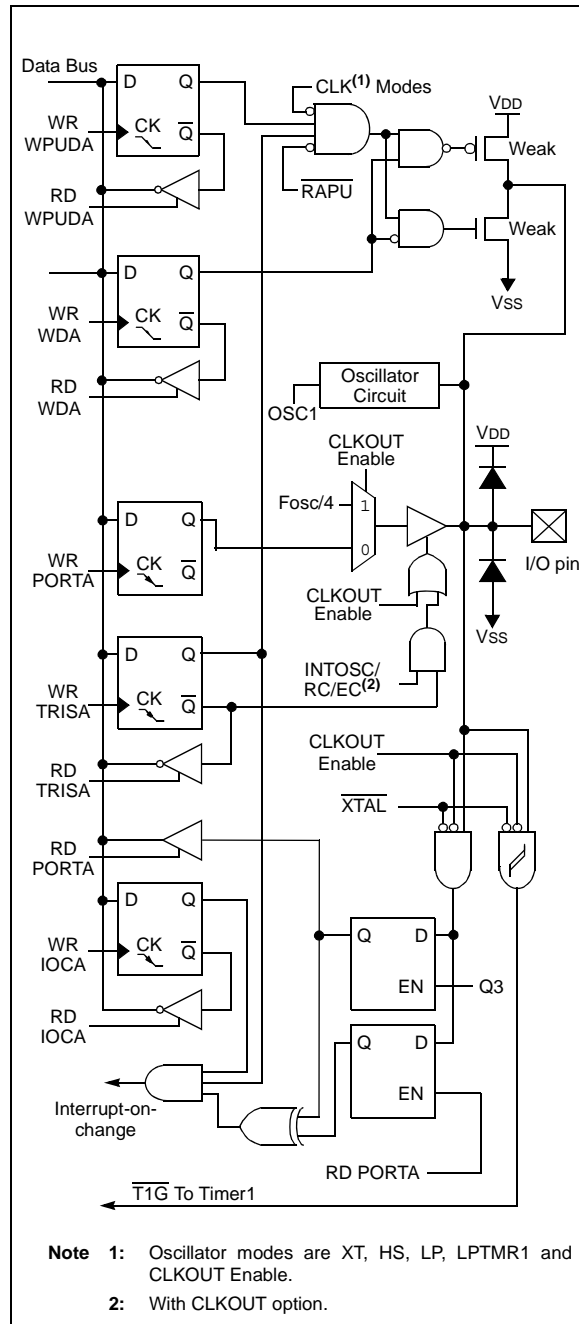 Data Bus
D Q
CK Q
WR
WPUDA
RD
WPUDA
CLK(1) Modes
RAPU
VDD
Weak
Weak
VSS
D Q
CK Q
WR
WDA
RD
WDA
Oscillator
Circuit
OSC1
CLKOUT
Enable
VDD
Fosc/4
1
0
I/O pin
VSS
D Q
CK Q
WR
PORTA
CLKOUT
Enable
INTOSC/
RC/EC(2)
D Q
CK Q
WR
TRISA
RD
TRISA
CLKOUT
Enable
XTAL
RD
PORTA
D Q
CK Q
WR
IOCA
RD
IOCA
Q D
EN
Q3
Q D
EN
Interrupt-on-
change
RD PORTA
T1G To Timer1
Note 1: Oscillator modes are XT, HS, LP, LPTMR1 and
CLKOUT Enable.
2: With CLKOUT option.